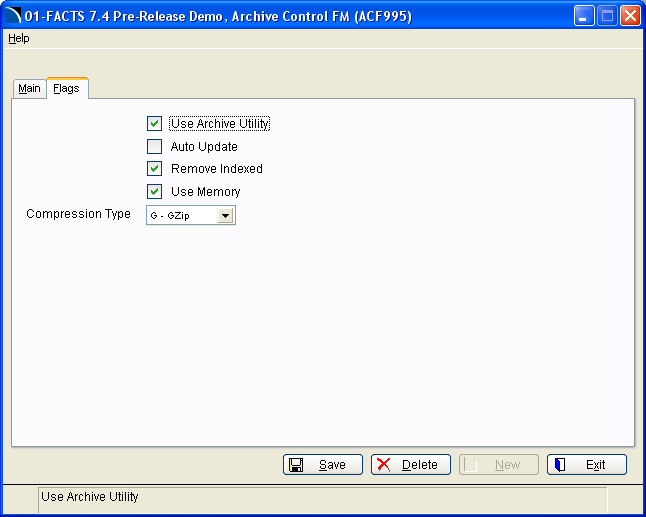 01-FACTS 7.4 Pre-Release Demo, Archive Control FM (ACF995)
Help
Main Flags
Use Archive Utility
Auto Update
Remove Indexed
Use Memory
Compression Type G - GZip
Save Delete New Exit
Use Archive Utility